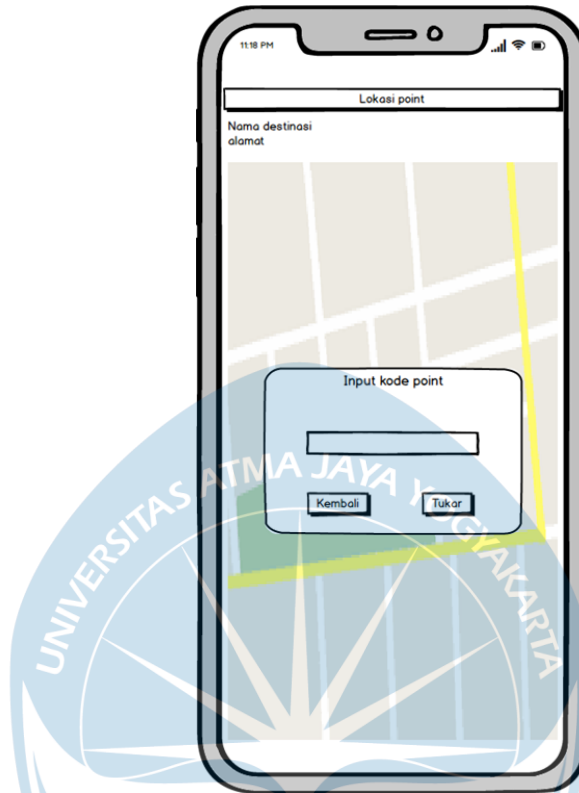 11:18 PM
Lokasi point
Nama destinasi
alamat
Input kode point
Kembali
Tukar
UNIVERSITAS ATMA JAYA YOGYAKARTA